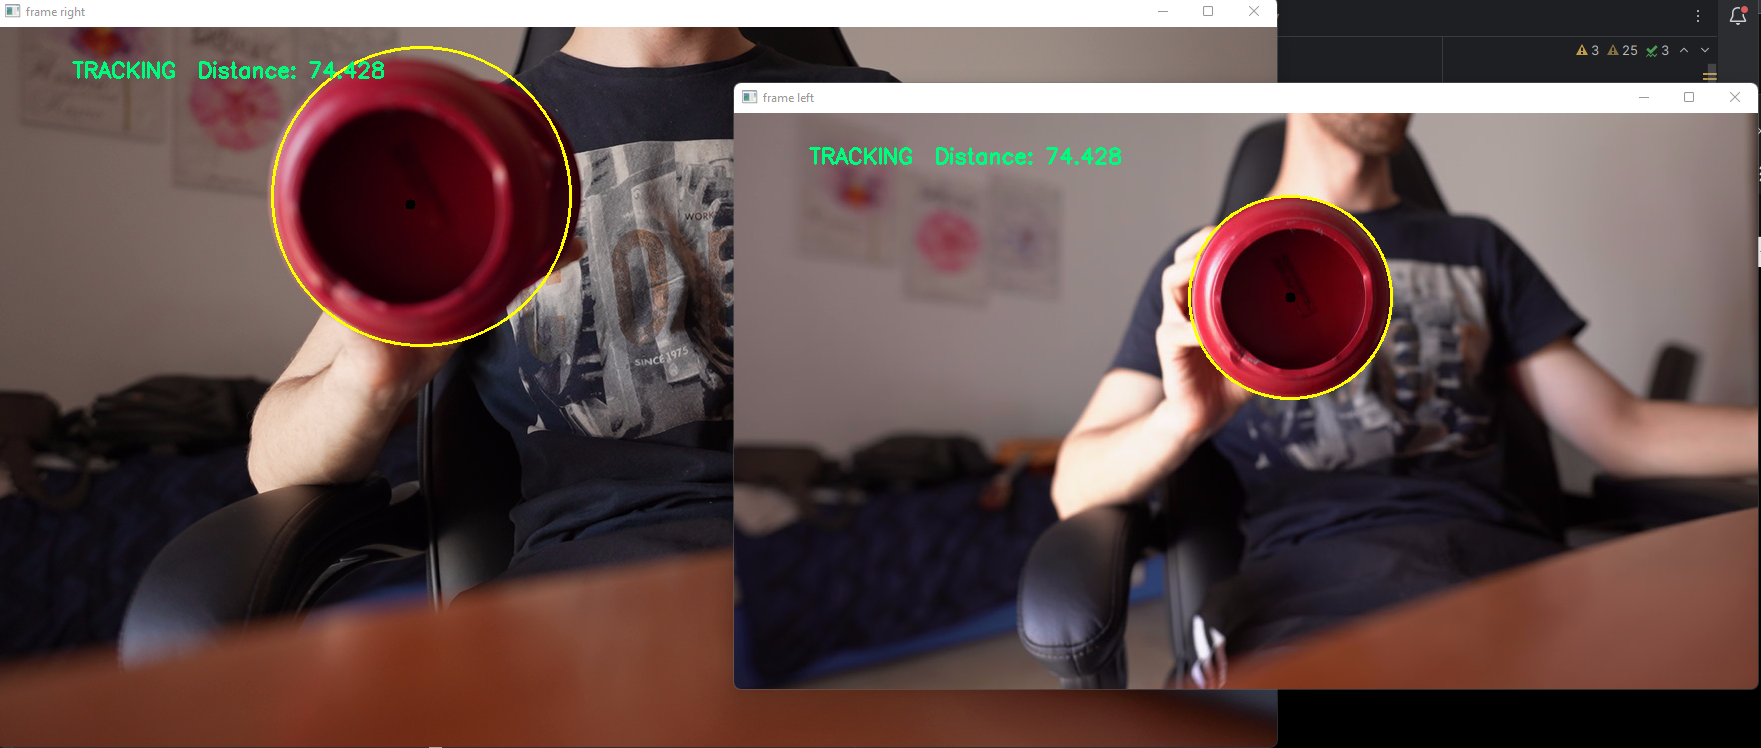 frame right
TRACKING Distance: 74.428
WORK
SINCE 1975
3 25 3
frame left
TRACKING Distance: 74.428